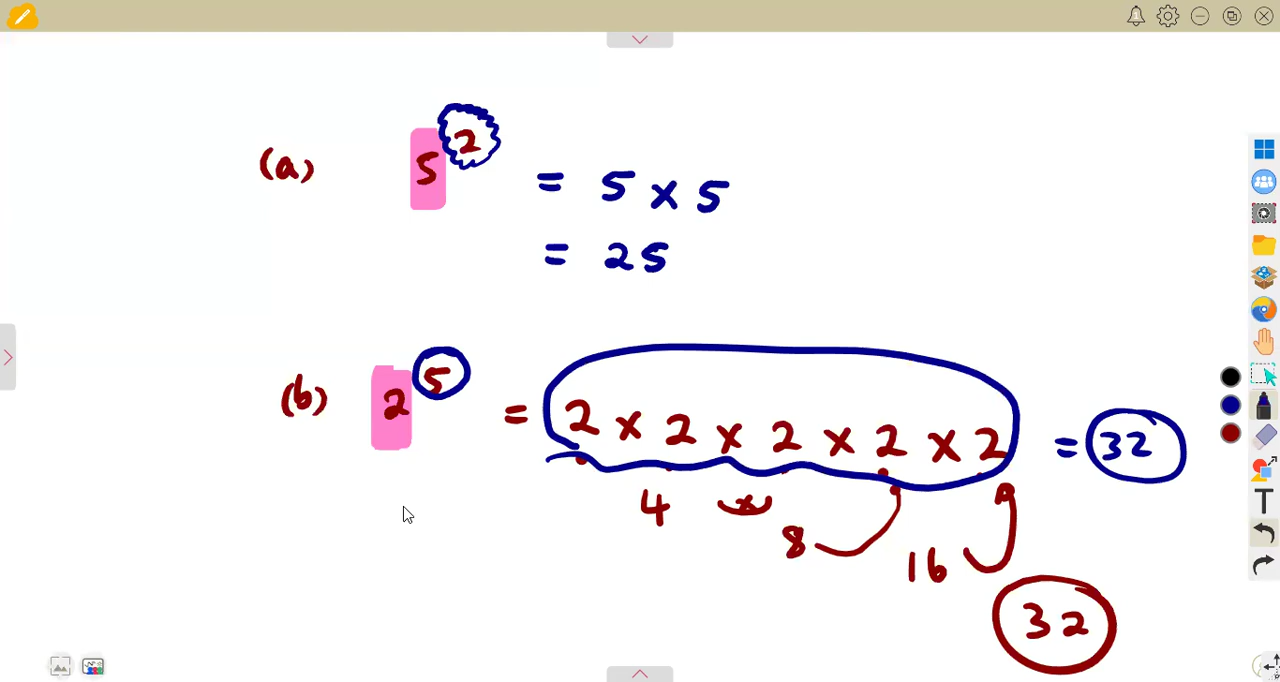 (a) 5² = 5 × 5
= 25
(b) 2⁵ = 2 × 2 × 2 × 2 × 2 = 32
4 × 8 16
32
T